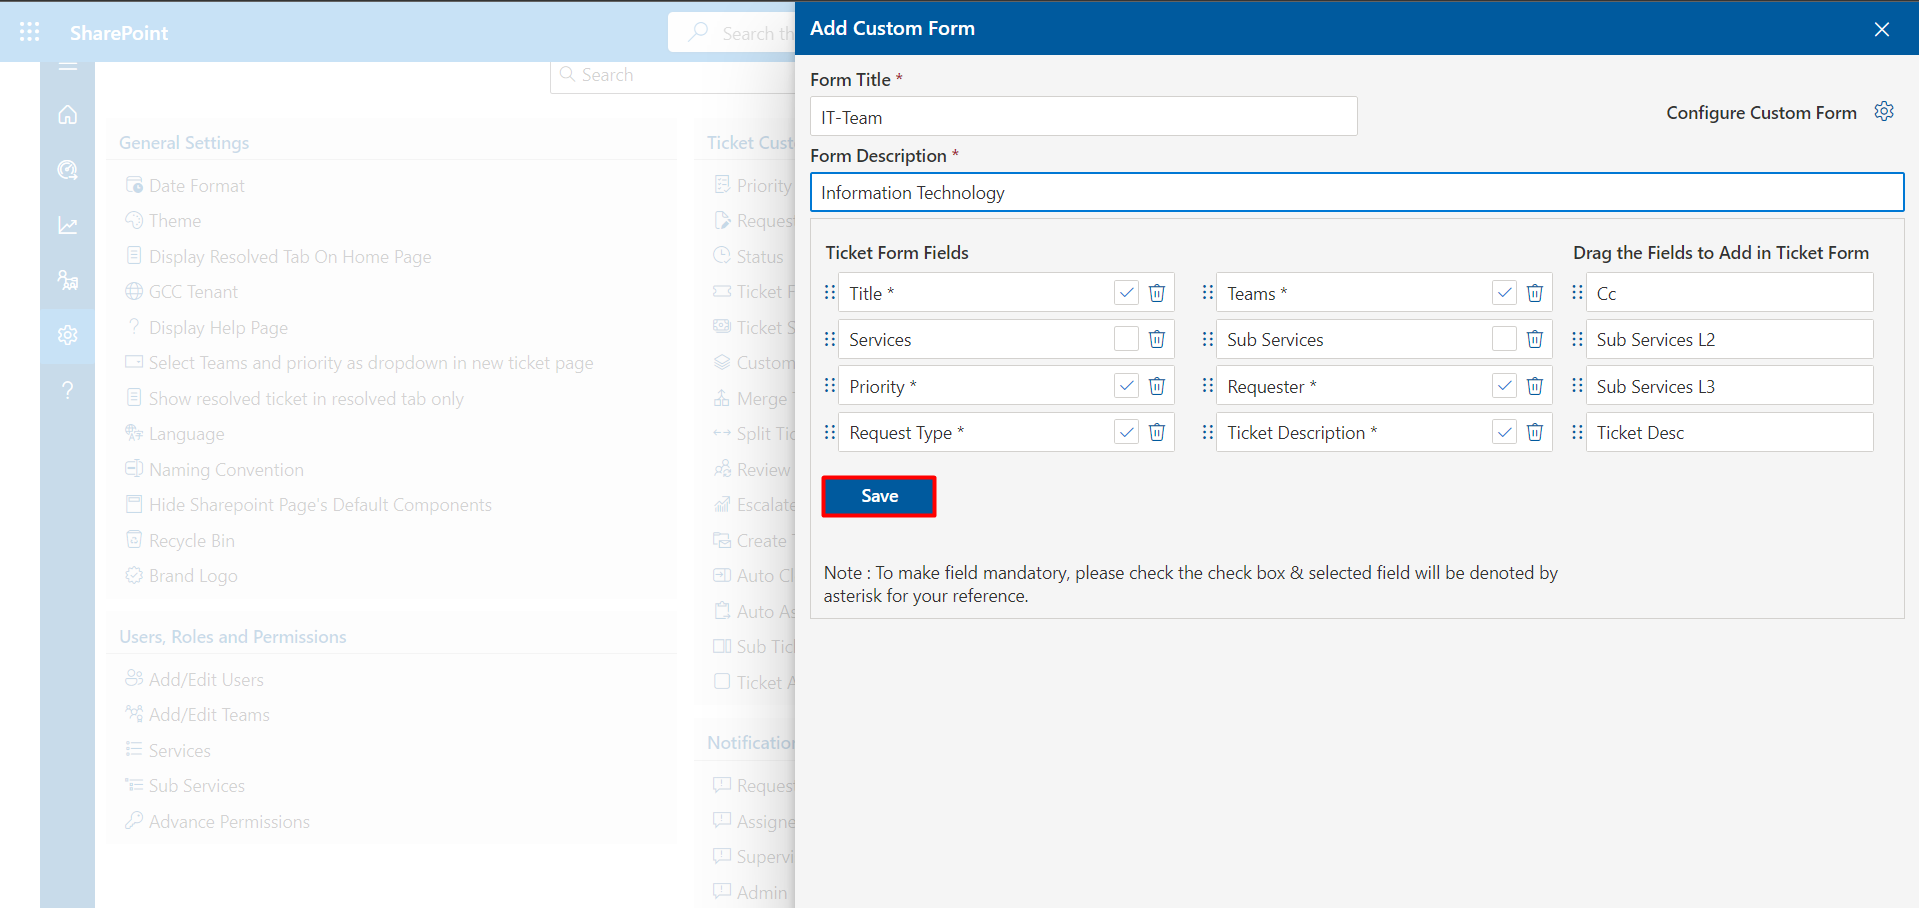 SharePoint
Search th
Search
General Settings
Date Format
Theme
Display Resolved Tab On Home Page
GCC Tenant
Display Help Page
Select Teams and priority as dropdown in new ticket page
Show resolved ticket in resolved tab only
Language
Naming Convention
Hide Sharepoint Page's Default Components
Recycle Bin
Brand Logo
Users, Roles and Permissions
Add/Edit Users
Add/Edit Teams
Services
Sub Services
Advance Permissions
Ticket Cust
Priority
Request
Status
Ticket F
Ticket S
Custom
Merge T
Split Tic
Review
Escalate
Create T
Auto Cl
Auto As
Sub Tick
Ticket A
Notification
Request
Assigne
Supervi
Admin
Add Custom Form
Form Title *
IT-Team
Configure Custom Form
Form Description *
Information Technology
Ticket Form Fields
Drag the Fields to Add in Ticket Form
Title *
Teams *
Cc
Services
Sub Services
Sub Services L2
Priority *
Requester *
Sub Services L3
Request Type *
Ticket Description *
Ticket Desc
Save
Note : To make field mandatory, please check the check box & selected field will be denoted by
asterisk for your reference.